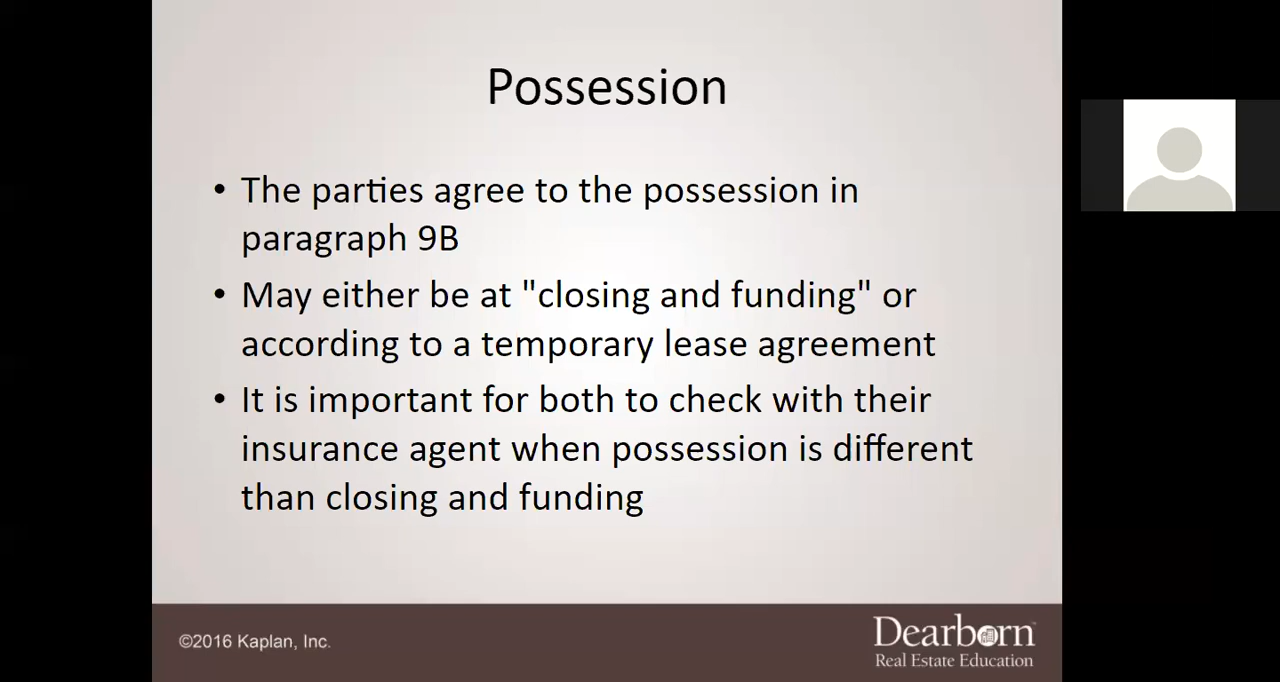 Possession
• The parties agree to the possession in
paragraph 9B
• May either be at "closing and funding" or
according to a temporary lease agreement
• It is important for both to check with their
insurance agent when possession is different
than closing and funding
©2016 Kaplan, Inc.
Dearborn™
Real Estate Education